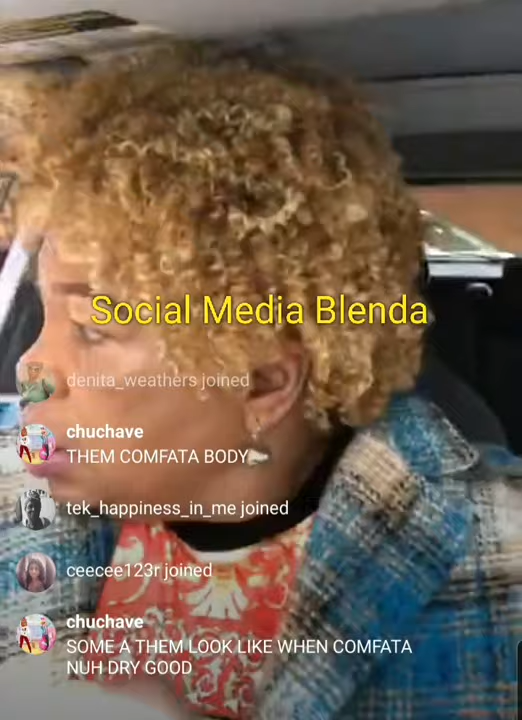 Social Media Blenda
denita_weathers joined
chuchave
THEM COMFATA BODY
tek_happiness_in_me joined
ceecee123r joined
chuchave
SOME A THEM LOOK LIKE WHEN COMFATA
NUH DRY GOOD